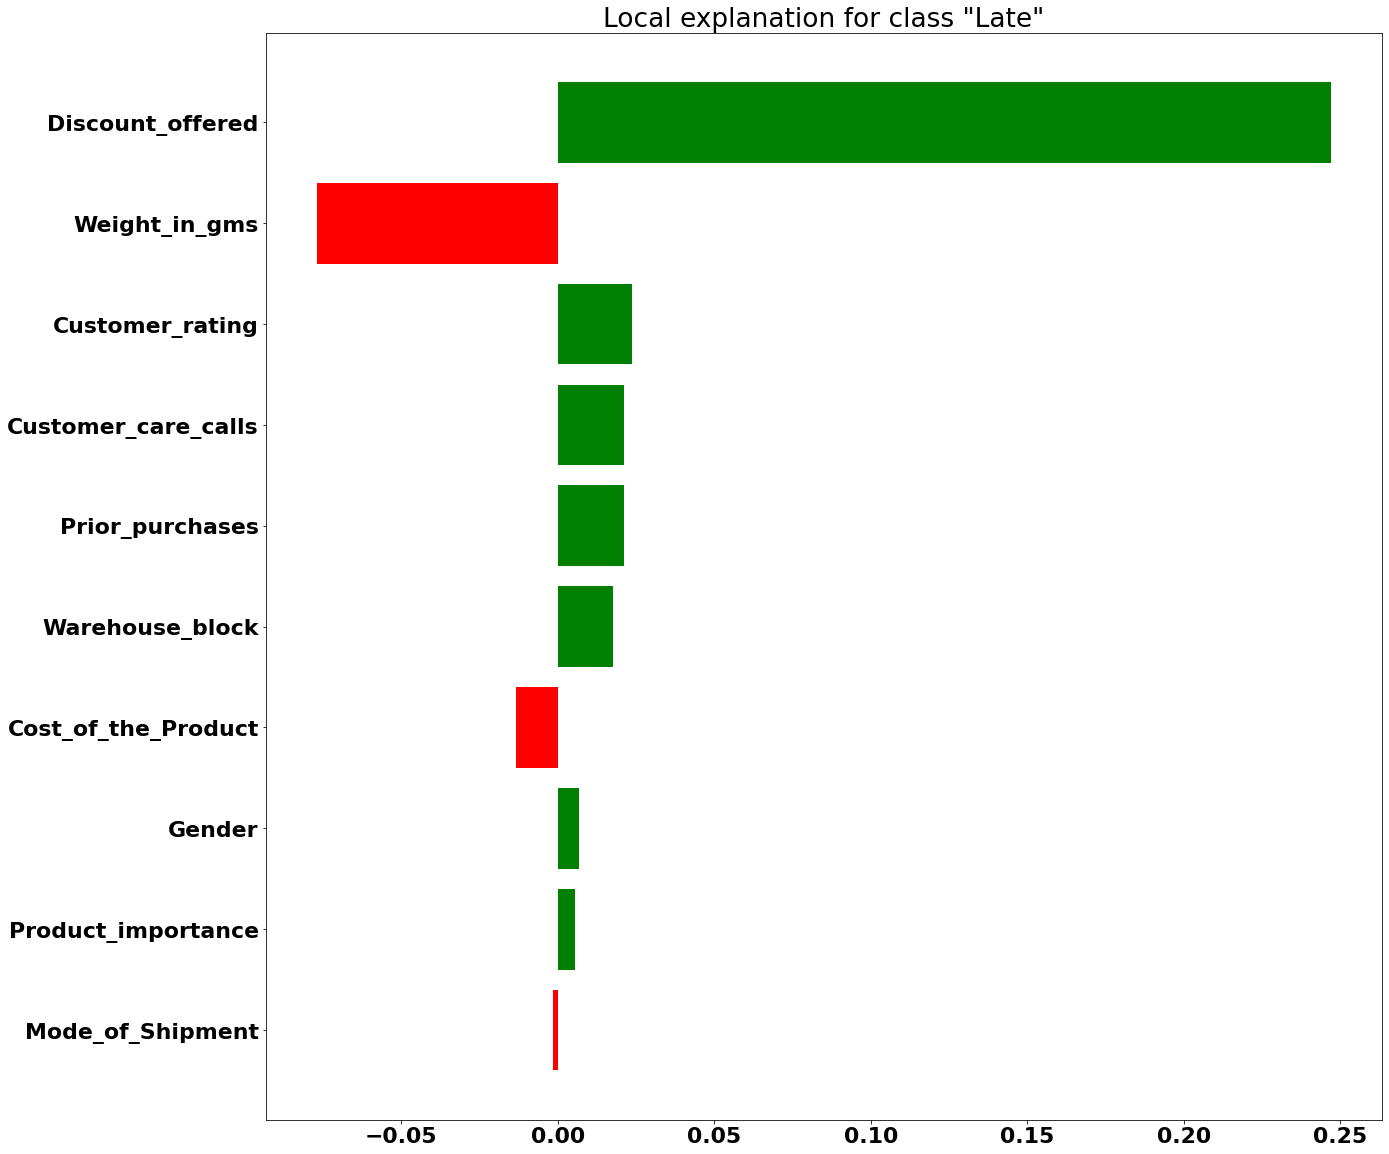 Local explanation for class "Late"
Discount_offered
Weight_in_gms
Customer_rating
Customer_care_calls
Prior_purchases
Warehouse_block
Cost_of_the_Product
Gender
Product_importance
Mode_of_Shipment
−0.05 0.00 0.05 0.10 0.15 0.20 0.25